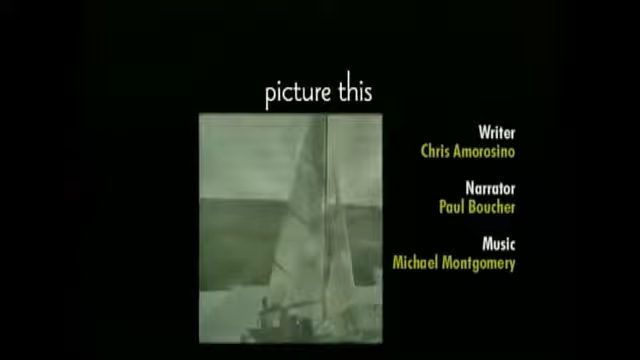 picture this
Writer
Chris Amorosino
Narrator
Paul Boucher
Music
Michael Montgomery